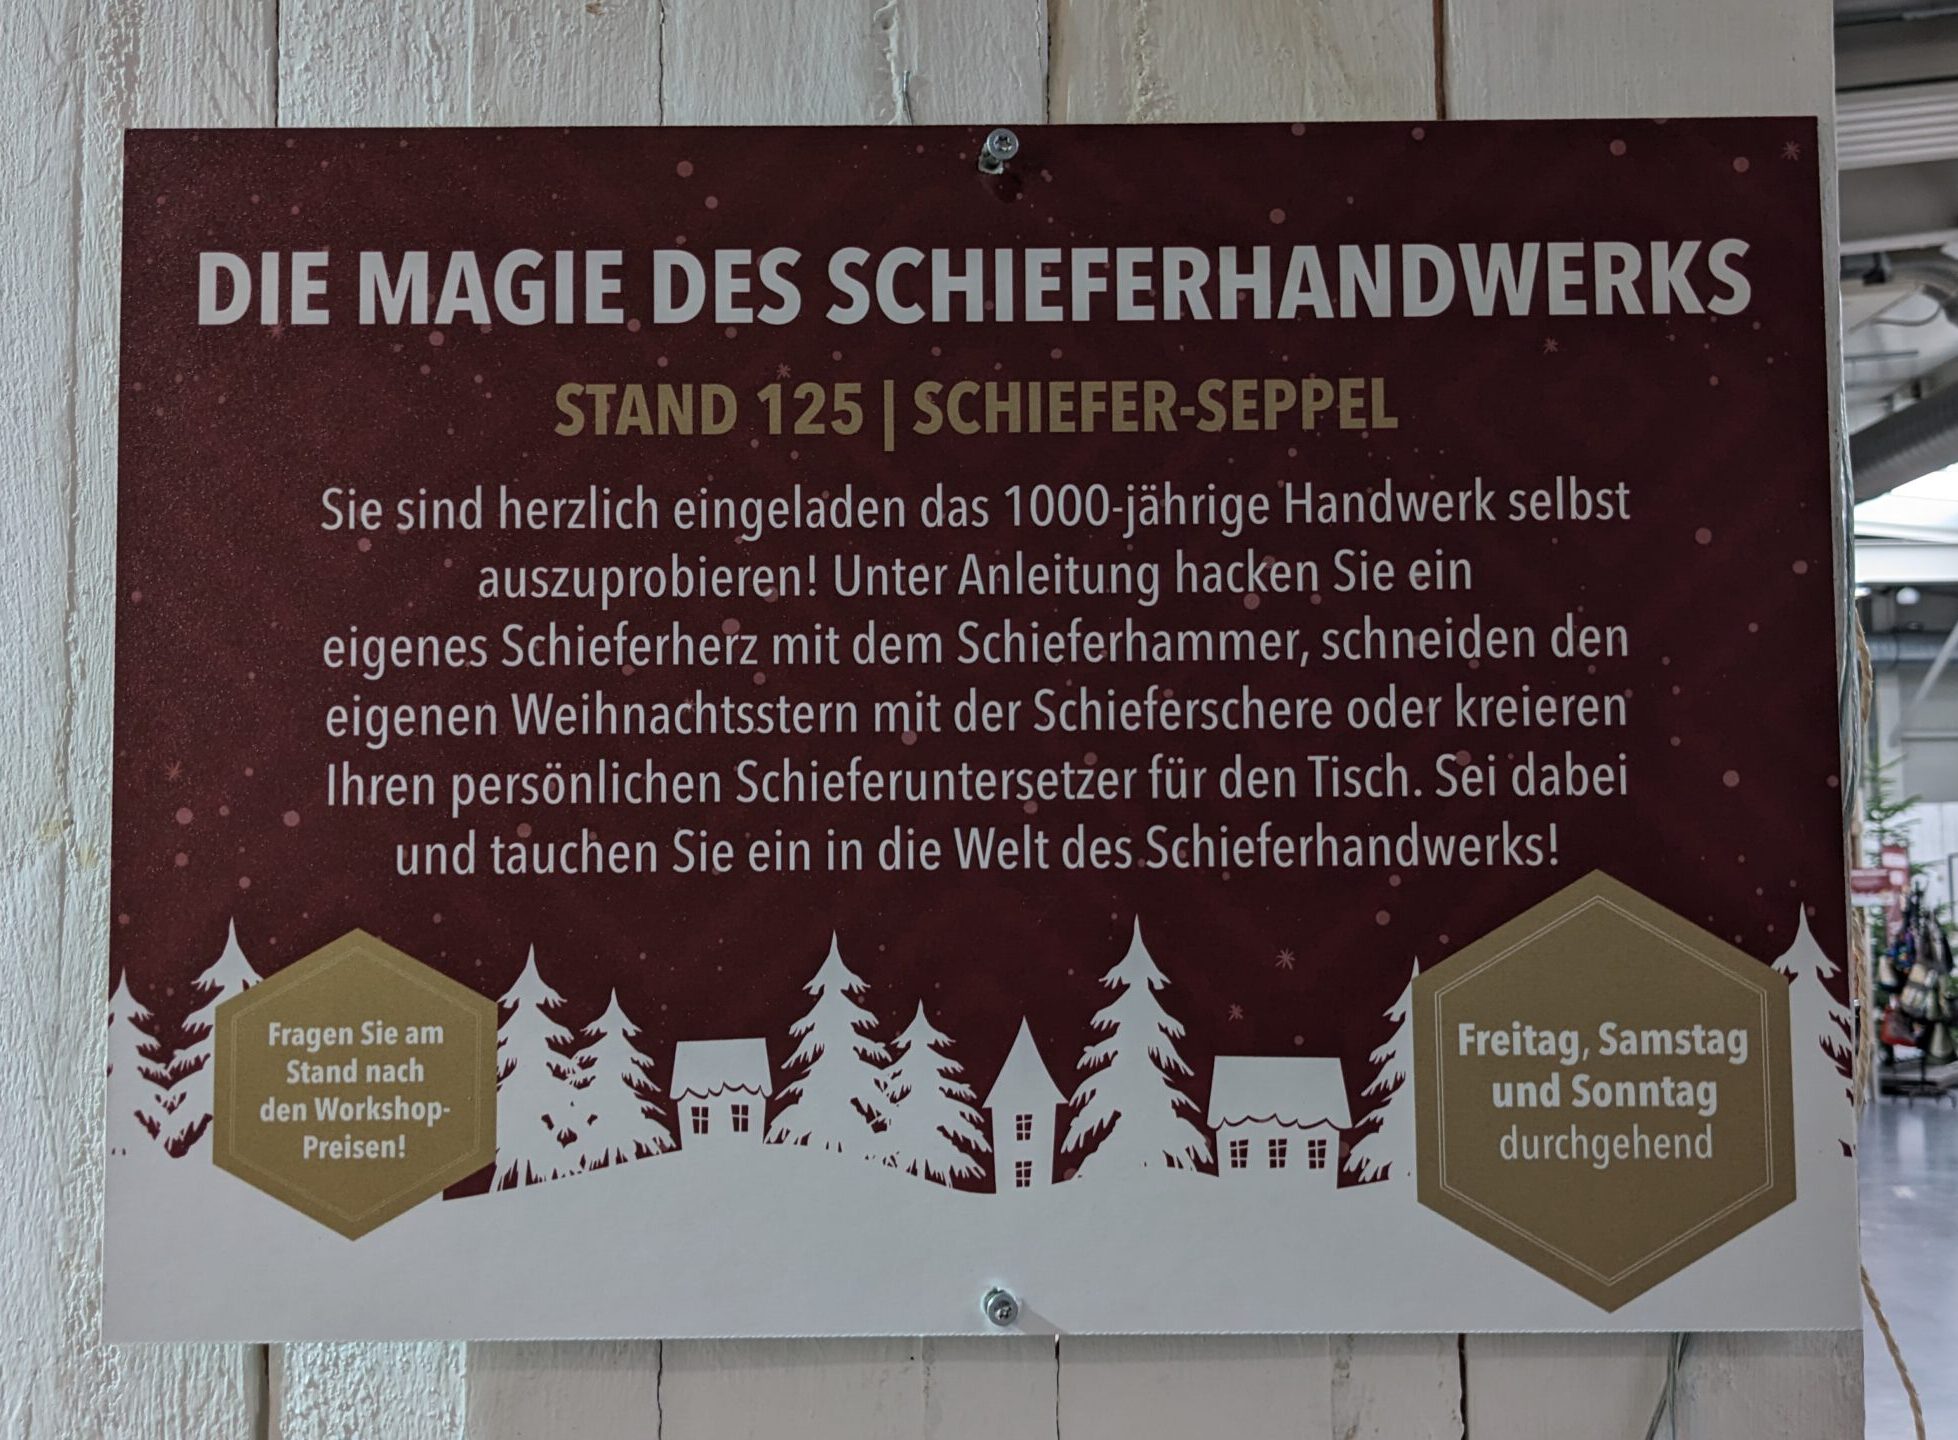 DIE MAGIE DES SCHIEFERHANDWERKS
STAND 125 | SCHIEFER-SEPPEL
Sie sind herzlich eingeladen das 1000-jährige Handwerk selbst
auszuprobieren! Unter Anleitung hacken Sie ein
eigenes Schieferherz mit dem Schieferhammer, schneiden den
eigenen Weihnachtsstern mit der Schieferschere oder kreieren
Ihren persönlichen Schieferuntersetzer für den Tisch. Sei dabei
und tauchen Sie ein in die Welt des Schieferhandwerks!
Fragen Sie am
Stand nach
den Workshop-
Preisen!
Freitag, Samstag
und Sonntag
durchgehend